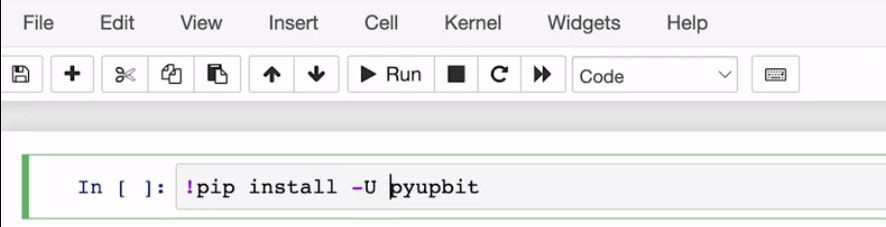 File Edit View Insert Cell Kernel Widgets Help
Run Code
In [ ]: !pip install -U pyupbit